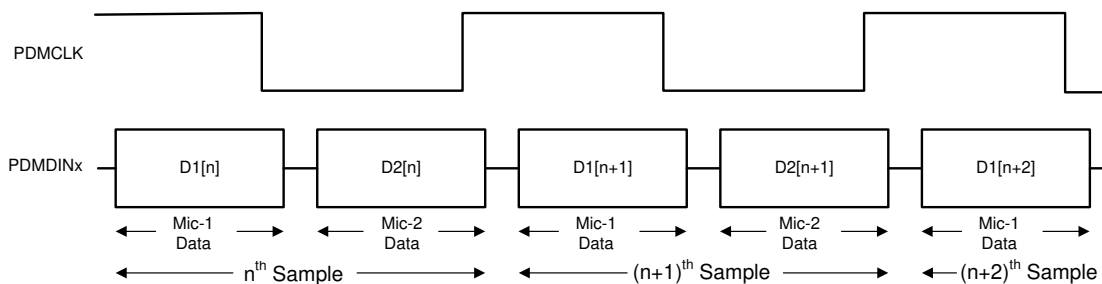 PDMCLK
PDMDINx
D1[n]
D2[n]
D1[n+1]
D2[n+1]
D1[n+2]
Mic-1
Data
Mic-2
Data
Mic-1
Data
Mic-2
Data
Mic-1
Data
nth Sample
(n+1)th Sample
(n+2)th Sample